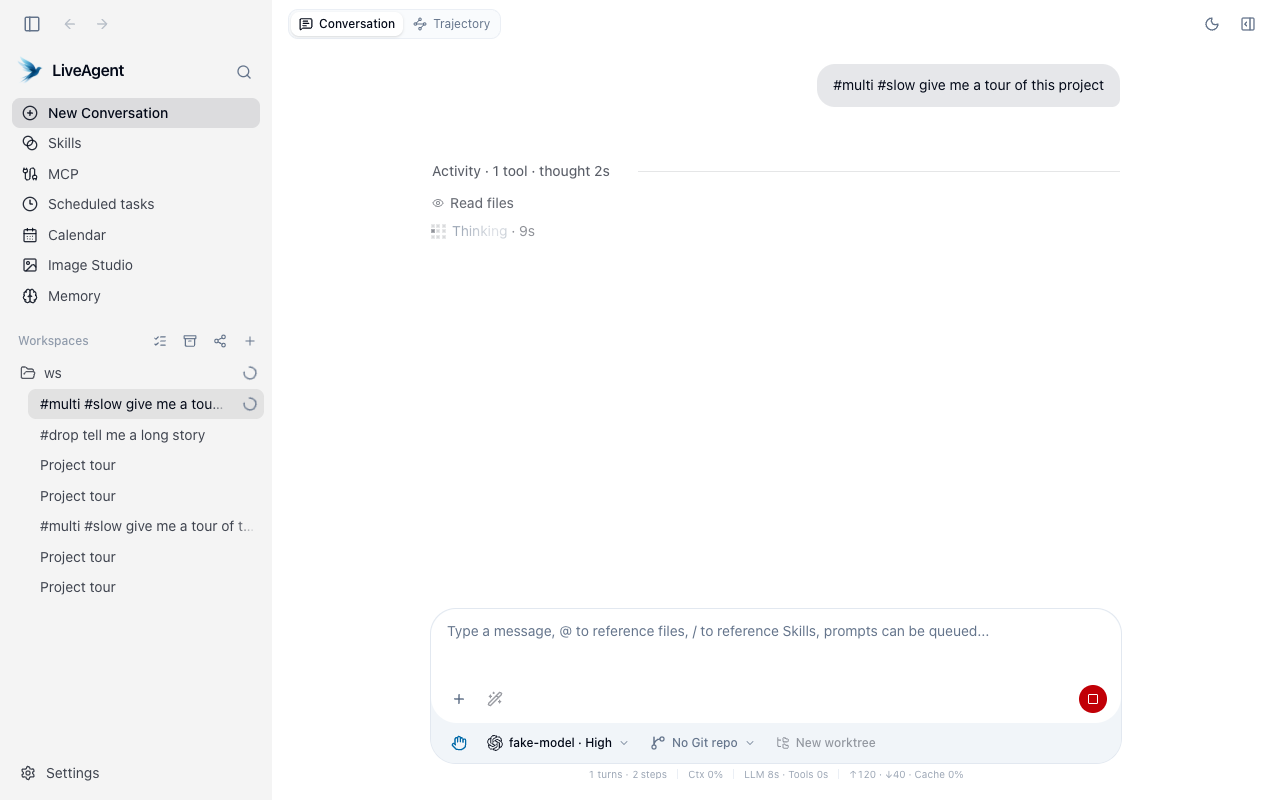 Conversation
Trajectory
LiveAgent
New Conversation
Skills
MCP
Scheduled tasks
Calendar
Image Studio
Memory
Workspaces
ws
#multi #slow give me a tou...
#drop tell me a long story
Project tour
Project tour
#multi #slow give me a tour of t...
Project tour
Project tour
Settings
#multi #slow give me a tour of this project
Activity · 1 tool · thought 2s
Read files
Thinking · 9s
Type a message, @ to reference files, / to reference Skills, prompts can be queued...
fake-model · High
No Git repo
New worktree
1 turns · 2 steps
Ctx 0%
LLM 8s · Tools 0s
↑120 · ↓40 · Cache 0%